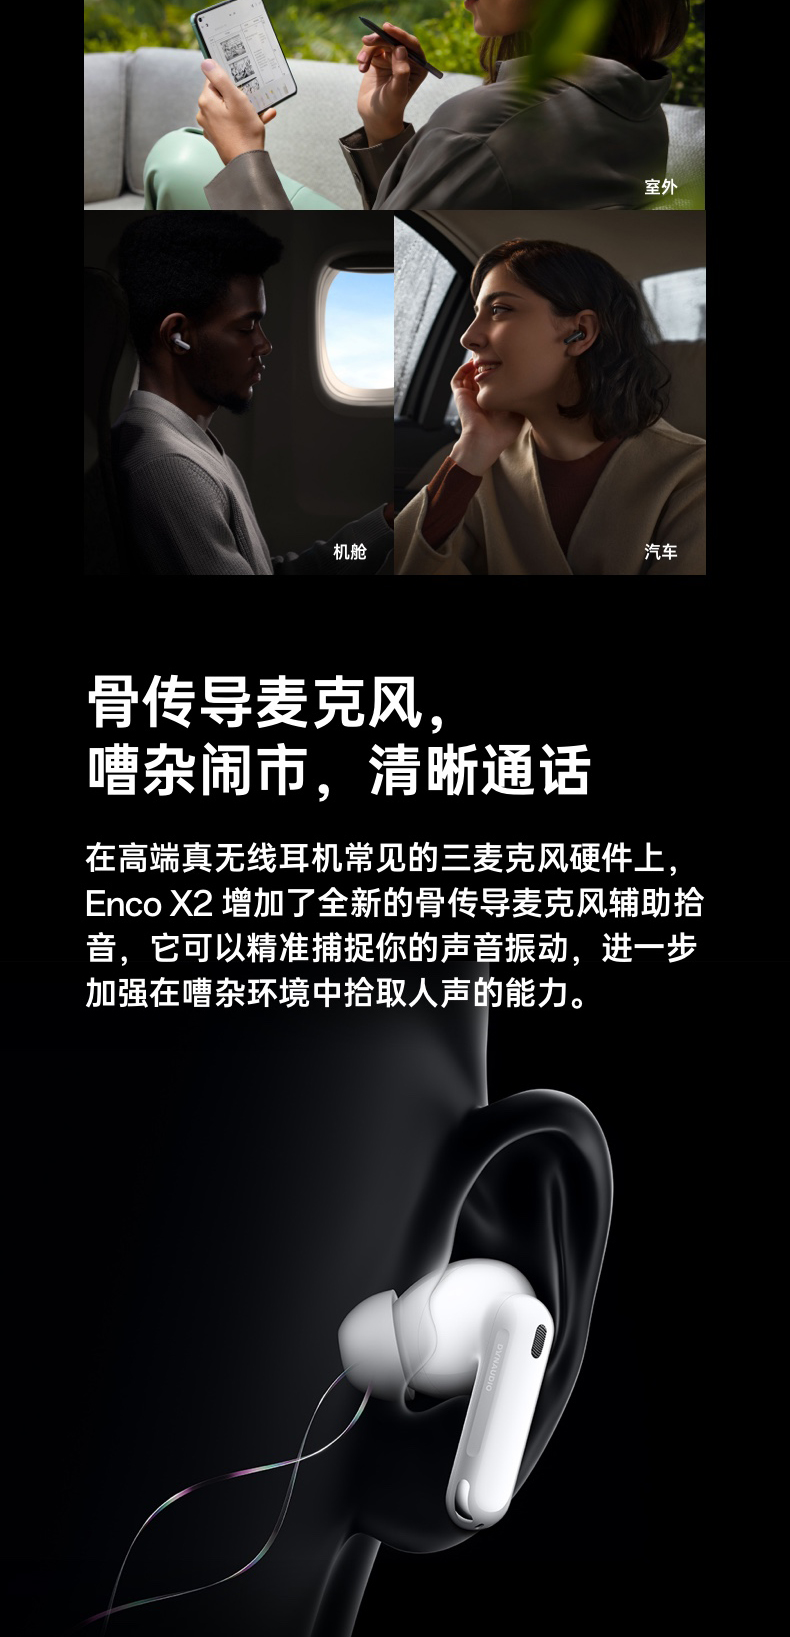 室外
机舱
汽车
骨传导麦克风，
嘈杂闹市，清晰通话
在高端真无线耳机常见的三麦克风硬件上，
Enco X2 增加了全新的骨传导麦克风辅助拾
音，它可以精准捕捉你的声音振动，进一步
加强在嘈杂环境中拾取人声的能力。
DYNAUDIO